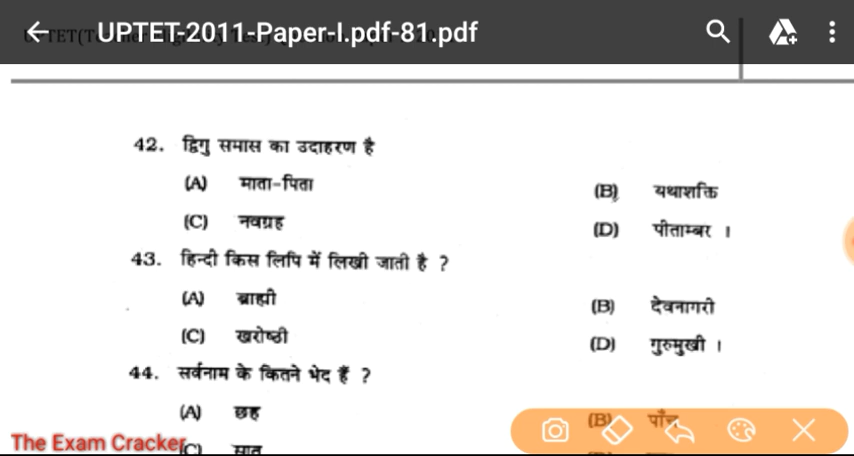 UPTET-2011-Paper-I.pdf-81.pdf
42. द्विगु समास का उदाहरण है
(A) माता-पिता (B) यथाशक्ति
(C) नवग्रह (D) पीताम्बर ।
43. हिन्दी किस लिपि में लिखी जाती है ?
(A) ब्राह्मी (B) देवनागरी
(C) खरोष्ठी (D) गुरुमुखी ।
44. सर्वनाम के कितने भेद हैं ?
(A) छह (B) पाँच
The Exam Cracker
(C) सात